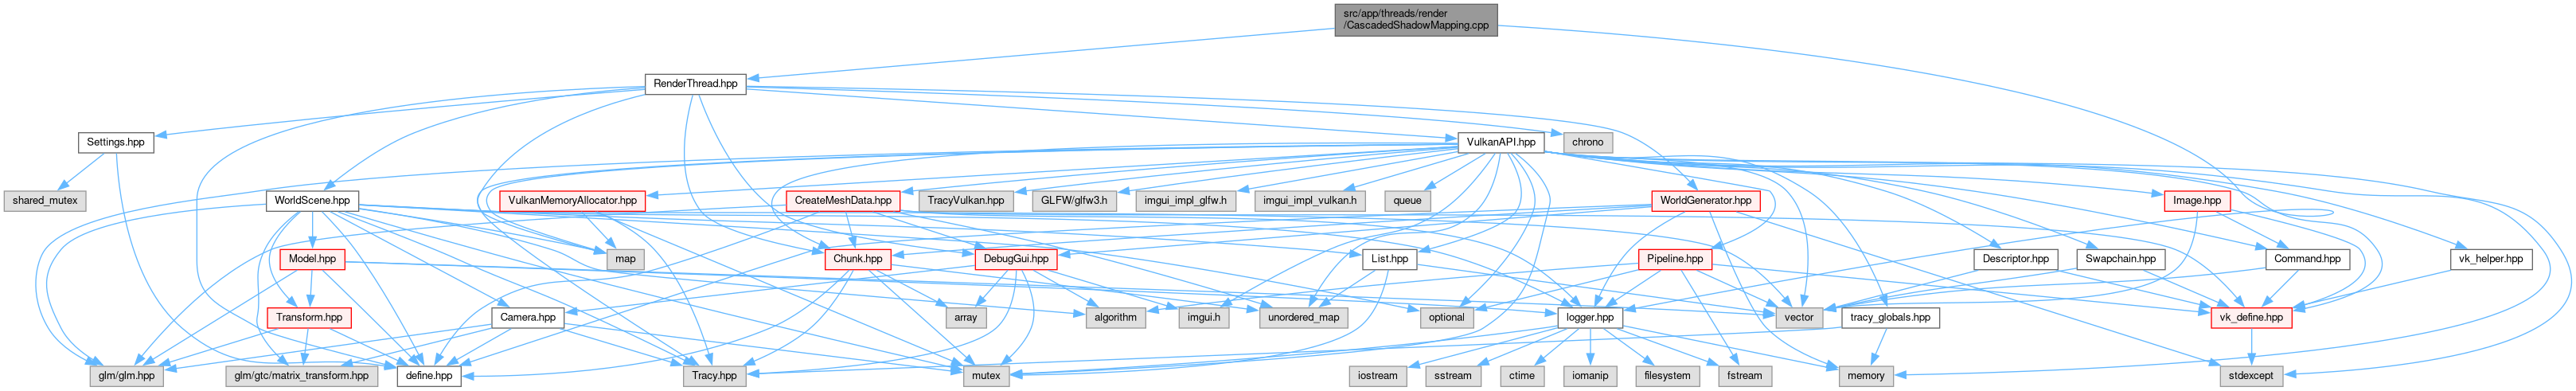 src/app/threads/render
/CascadedShadowMapping.cpp
RenderThread.hpp
Settings.hpp
VulkanAPI.hpp
chrono
shared_mutex
WorldScene.hpp
VulkanMemoryAllocator.hpp
CreateMeshData.hpp
TracyVulkan.hpp
GLFW/glfw3.h
imgui_impl_glfw.h
imgui_impl_vulkan.h
queue
WorldGenerator.hpp
Image.hpp
Model.hpp
map
Chunk.hpp
DebugGui.hpp
List.hpp
Pipeline.hpp
Descriptor.hpp
Swapchain.hpp
Command.hpp
vk_helper.hpp
Transform.hpp
Camera.hpp
array
algorithm
imgui.h
unordered_map
optional
logger.hpp
vector
tracy_globals.hpp
vk_define.hpp
glm/glm.hpp
glm/gtc/matrix_transform.hpp
define.hpp
Tracy.hpp
mutex
iostream
sstream
ctime
iomanip
filesystem
fstream
memory
stdexcept